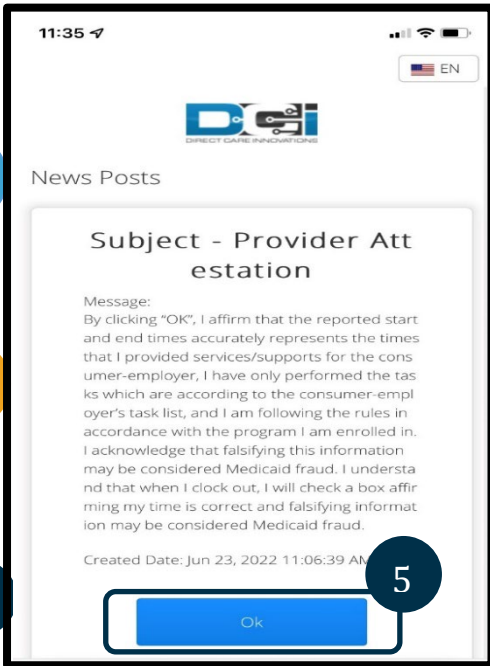 11:35
EN
DCi
DIRECT CARE INNOVATIONS
News Posts
Subject - Provider Att
estation
Message:
By clicking “OK”, I affirm that the reported start
and end times accurately represents the times
that I provided services/supports for the cons
umer-employer, I have only performed the tas
ks which are according to the consumer-empl
oyer’s task list, and I am following the rules in
accordance with the program I am enrolled in.
I acknowledge that falsifying this information
may be considered Medicaid fraud. I understa
nd that when I clock out, I will check a box affir
ming my time is correct and falsifying informat
ion may be considered Medicaid fraud.
Created Date: Jun 23, 2022 11:06:39 AM
5
Ok